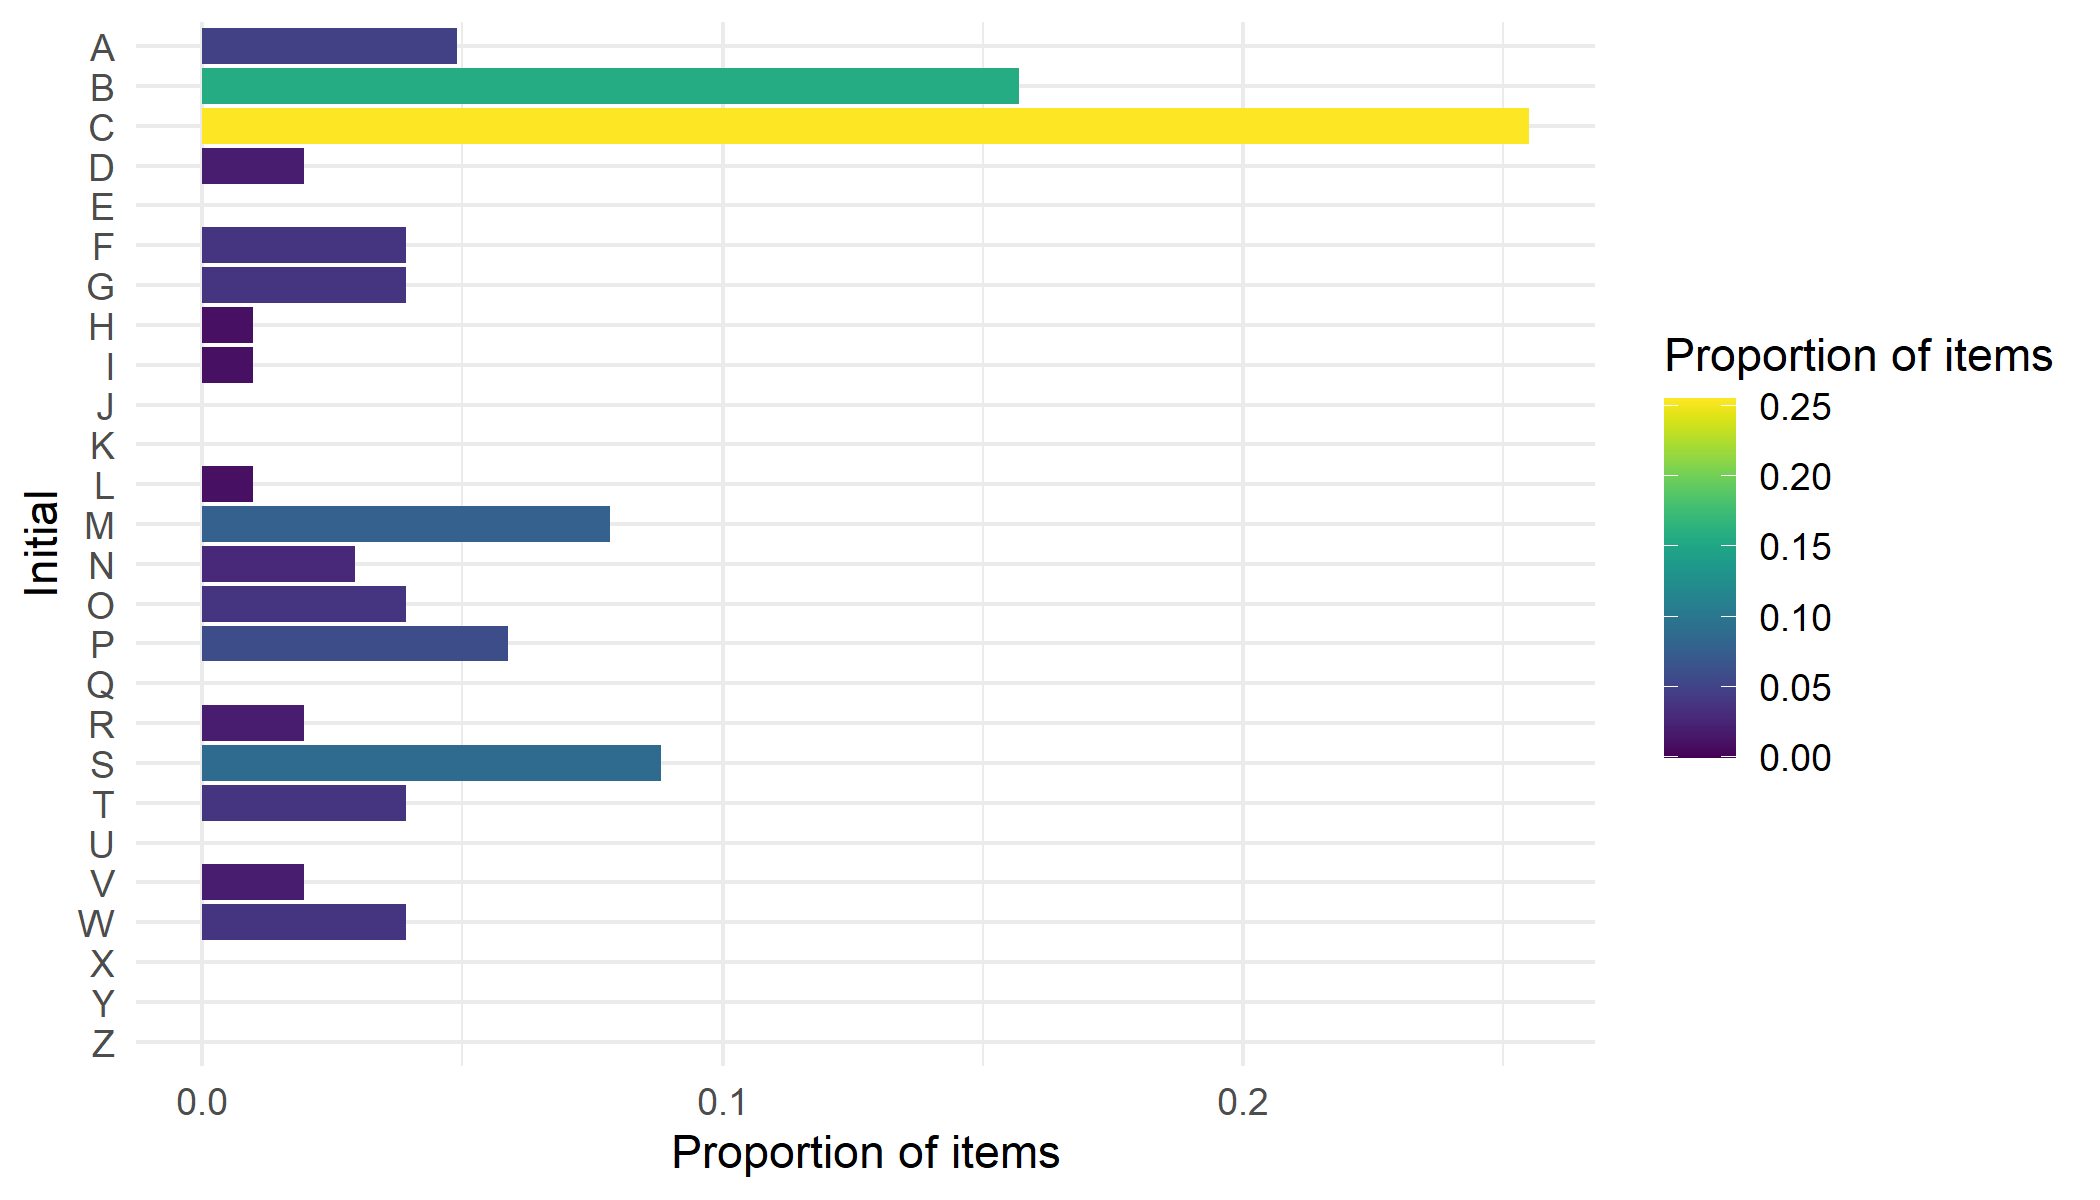 A
B
C
D
E
F
G
H
I
J
K
L
M
N
O
P
Q
R
S
T
U
V
W
X
Y
Z
Initial
0.0 0.1 0.2
Proportion of items
Proportion of items
0.25
0.20
0.15
0.10
0.05
0.00